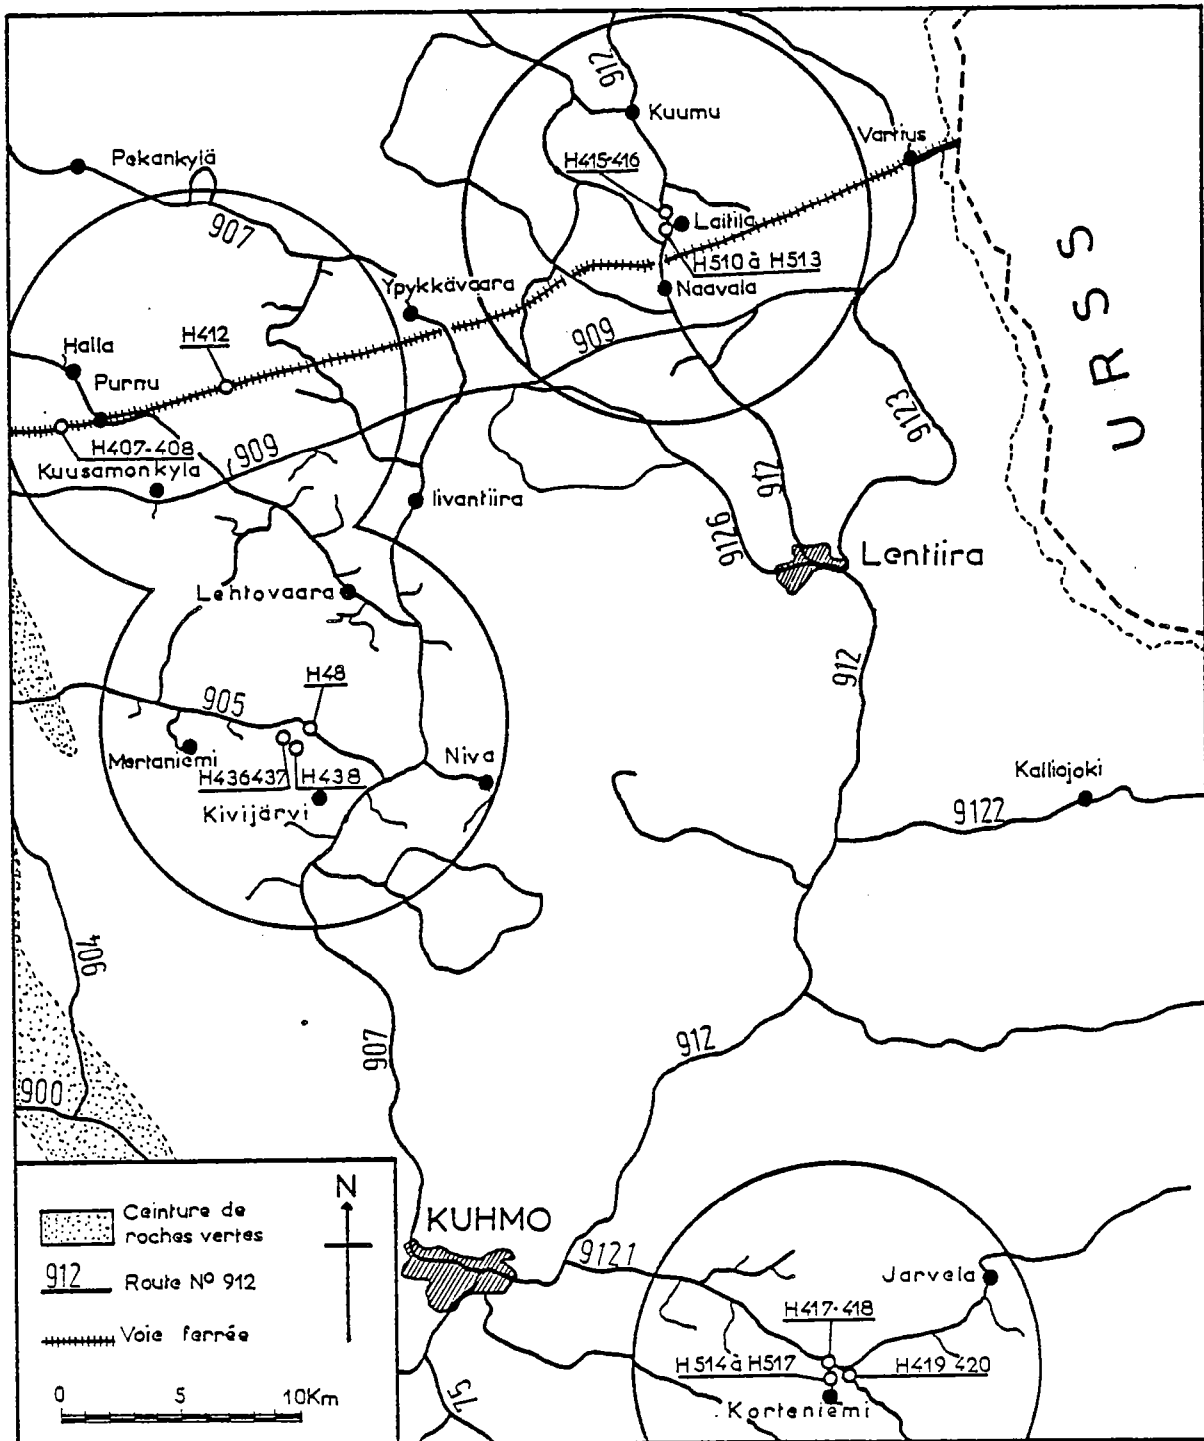 912
Kuumu
Vartius
Pekankylä
H415-416
907
Laitila
H510 à H513
URSS
Ypykkävaara
Naavala
909
H412
Halla
Purnu
9123
H407-408
Kuusamonkyla
909
912
Iivantiira
9126
Lentiira
Lehtovaara
912
H48
905
Martaniemi
Niva
H436437
H438
Kivijärvi
Kalliojoki
9122
904
912
907
900
Ceinture de
roches vertes
N
KUHMO
9121
Jarvela
912
Route Nº 912
H417-418
Voie ferrée
H514 à H517
H419 420
0 5 10Km
75
Korteniemi